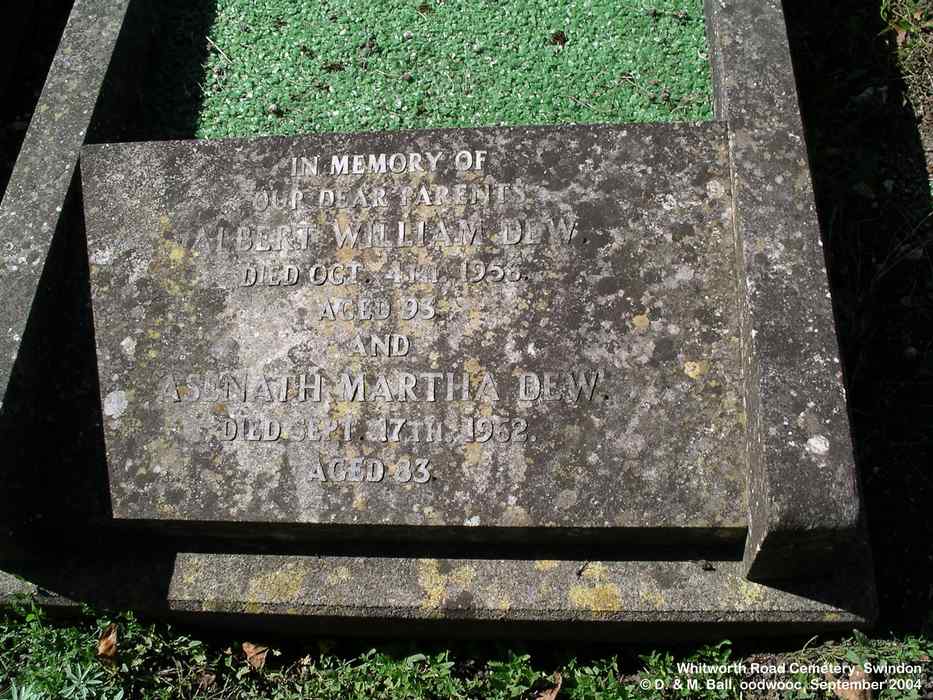 IN MEMORY OF
OUR DEAR PARENTS
ALBERT WILLIAM DEW.
DIED OCT. 4TH. 1956.
AGED 93
AND
ASENATH MARTHA DEW.
DIED SEPT. 17TH. 1952.
AGED 83.
Whitworth Road Cemetery, Swindon
© D. & M. Ball, oodwooc, September 2004